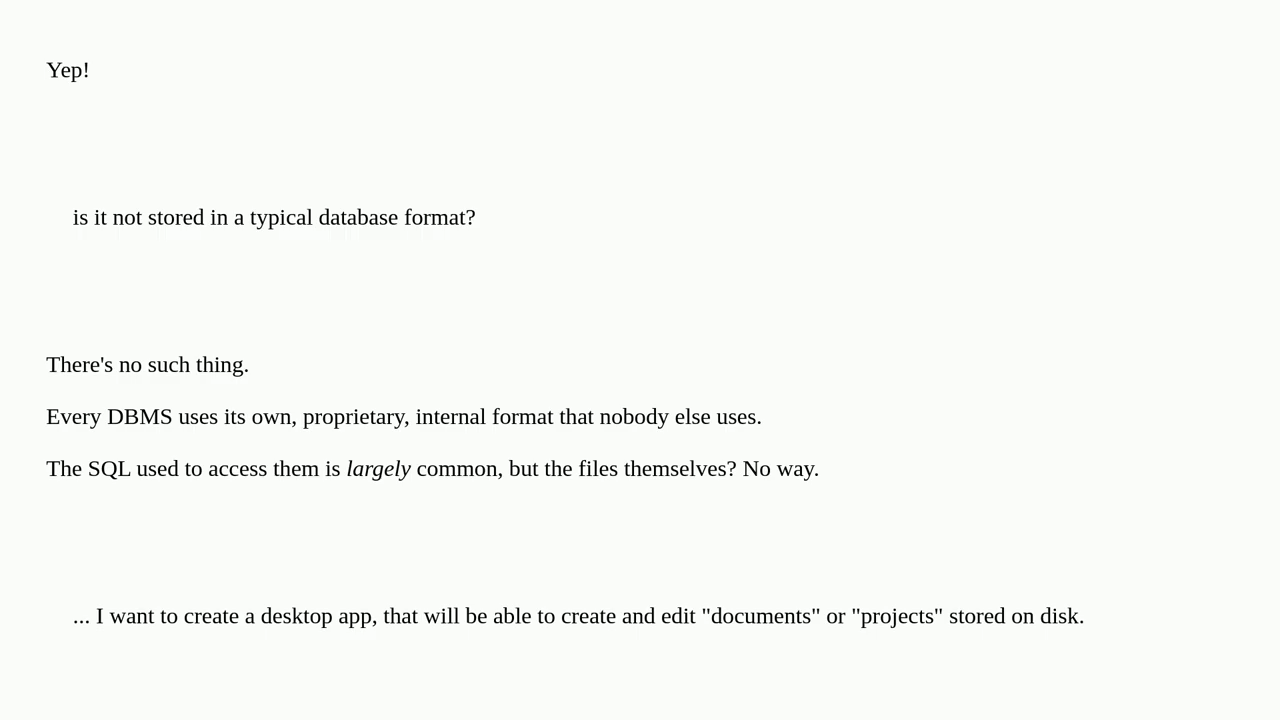 Yep!
is it not stored in a typical database format?
There's no such thing.
Every DBMS uses its own, proprietary, internal format that nobody else uses.
The SQL used to access them is largely common, but the files themselves? No way.
... I want to create a desktop app, that will be able to create and edit "documents" or "projects" stored on disk.